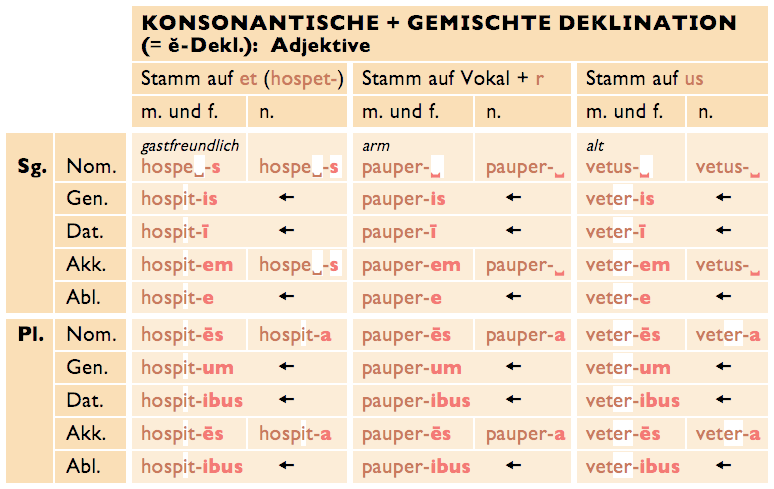 KONSONANTISCHE + GEMISCHTE DEKLINATION
(= ĕ-Dekl.): Adjektive
Stamm auf et (hospet-) Stamm auf Vokal + r Stamm auf us
m. und f. n. m. und f. n. m. und f. n.
gastfreundlich arm alt
Sg. Nom. hospe␣-s hospe␣-s pauper-␣ pauper-␣ vetus-␣ vetus-␣
Gen. hospit-is ← pauper-is ← veter-is ←
Dat. hospit-ī ← pauper-ī ← veter-ī ←
Akk. hospit-em hospe␣-s pauper-em pauper-␣ veter-em vetus-␣
Abl. hospit-e ← pauper-e ← veter-e ←
Pl. Nom. hospit-ēs hospit-a pauper-ēs pauper-a veter-ēs veter-a
Gen. hospit-um ← pauper-um ← veter-um ←
Dat. hospit-ibus ← pauper-ibus ← veter-ibus ←
Akk. hospit-ēs hospit-a pauper-ēs pauper-a veter-ēs veter-a
Abl. hospit-ibus ← pauper-ibus ← veter-ibus ←